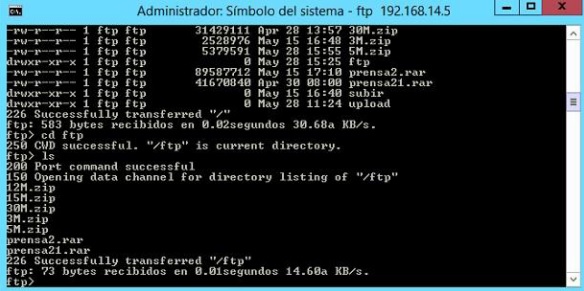 Administrador: Símbolo del sistema - ftp 192.168.14.5
-rw-r--r-- 1 ftp ftp 31429111 Apr 28 13:57 30M.zip
-rw-r--r-- 1 ftp ftp 2528976 May 15 16:48 3M.zip
-rw-r--r-- 1 ftp ftp 5379591 May 18 15:55 5M.zip
drwxr-xr-x 1 ftp ftp 0 May 28 15:25 ftp
-rw-r--r-- 1 ftp ftp 89587712 May 15 17:10 prensa2.rar
-rw-r--r-- 1 ftp ftp 41670840 Apr 30 08:00 prensa21.rar
drwxr-xr-x 1 ftp ftp 0 May 15 16:40 subir
drwxr-xr-x 1 ftp ftp 0 May 28 11:24 upload
226 Successfully transferred "/"
ftp: 583 bytes recibidos en 0.02segundos 30.68a KB/s.
ftp> cd ftp
250 CWD successful. "/ftp" is current directory.
ftp> ls
200 Port command successful
150 Opening data channel for directory listing of "/ftp"
12M.zip
15M.zip
30M.zip
3M.zip
5M.zip
prensa2.rar
prensa21.rar
226 Successfully transferred "/ftp"
ftp: 73 bytes recibidos en 0.01segundos 14.60a KB/s.
ftp>